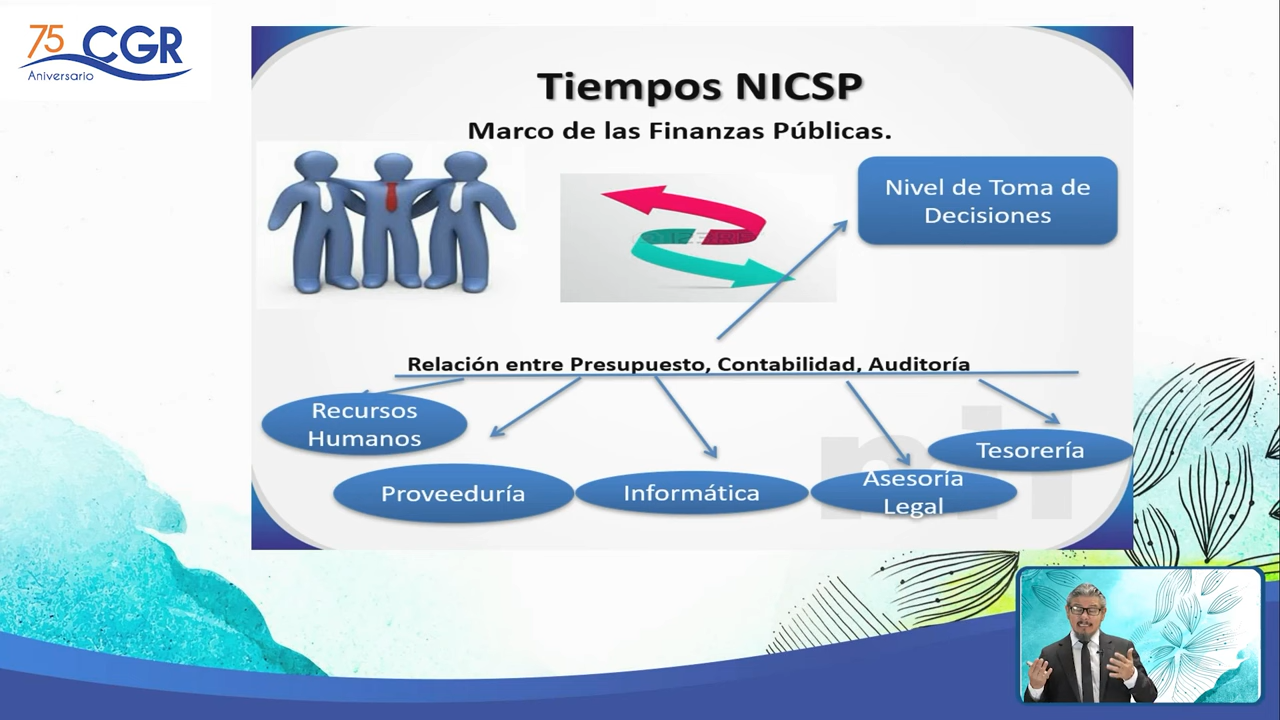 75 CGR
Aniversario
Tiempos NICSP
Marco de las Finanzas Públicas.
Nivel de Toma de
Decisiones
Relación entre Presupuesto, Contabilidad, Auditoría
Recursos
Humanos
Proveeduría
Informática
Asesoría
Legal
Tesorería